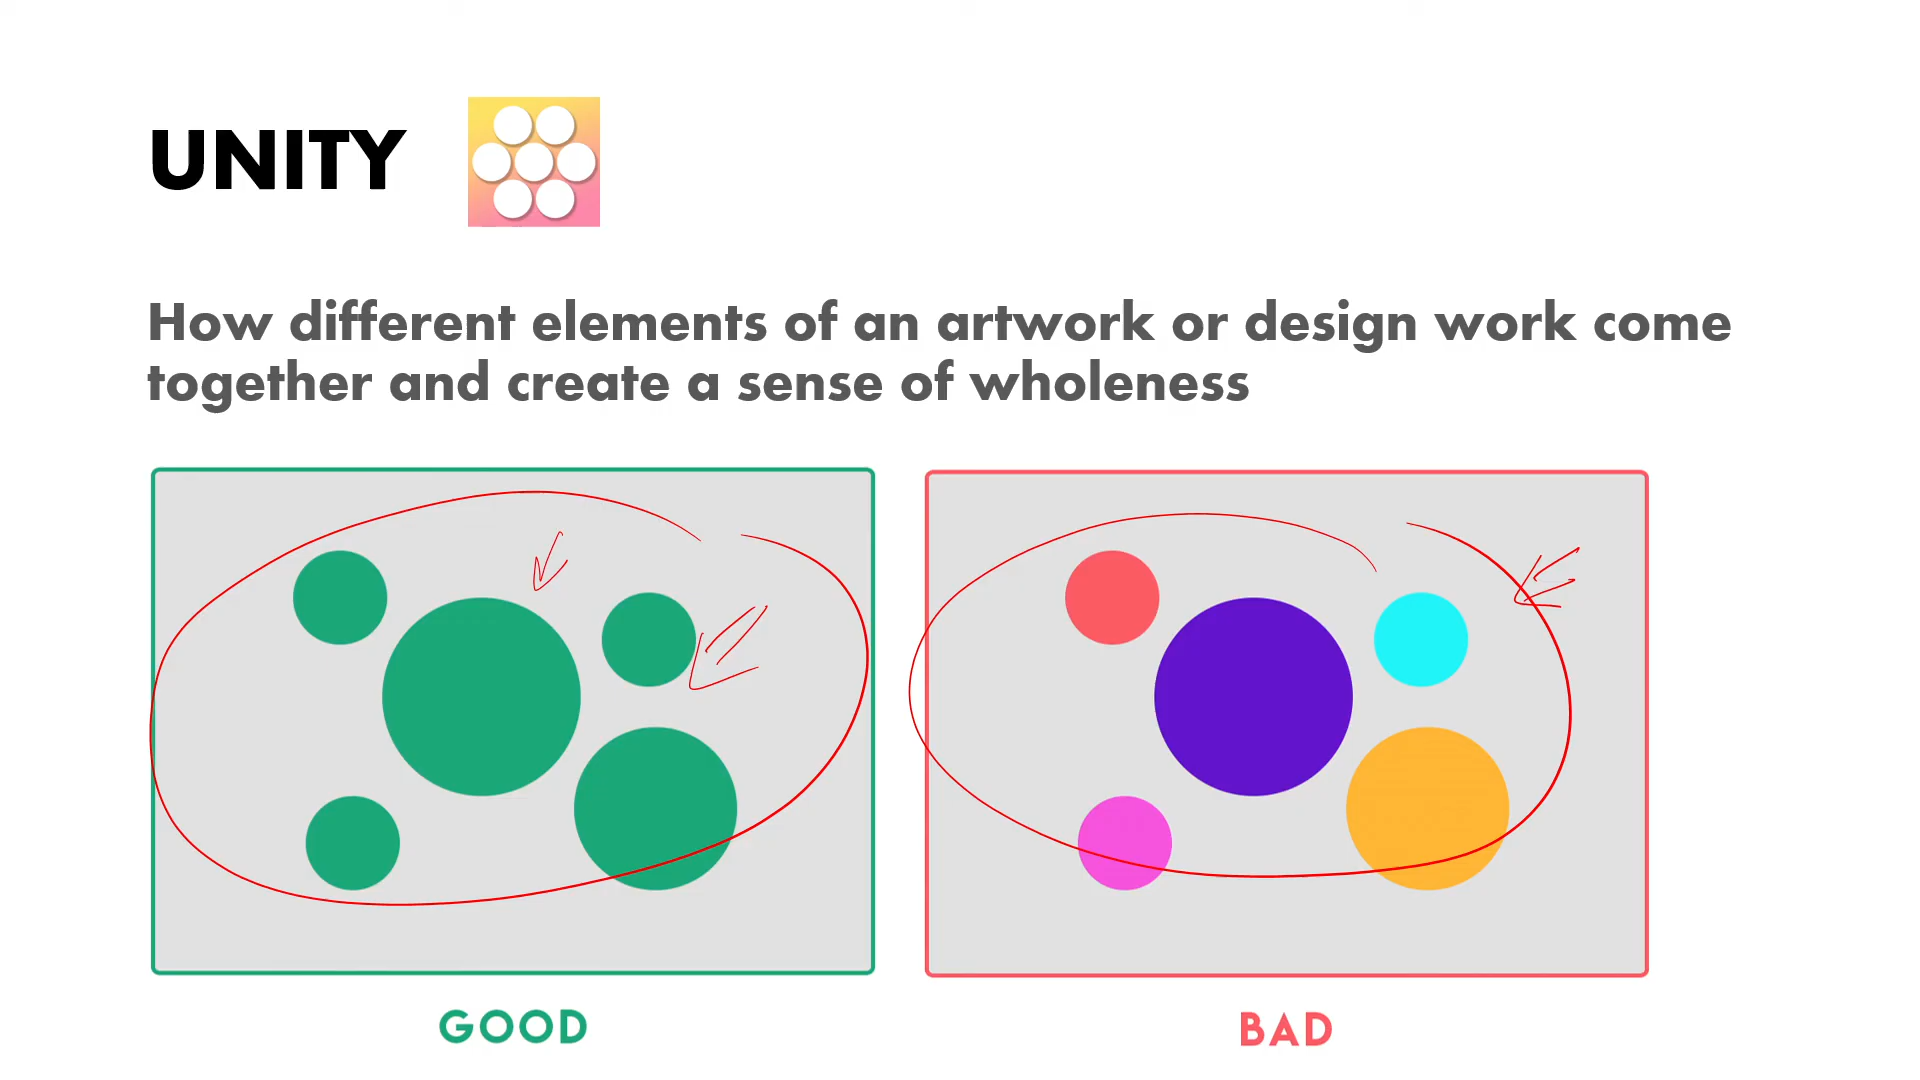 UNITY
How different elements of an artwork or design work come
together and create a sense of wholeness
GOOD
BAD